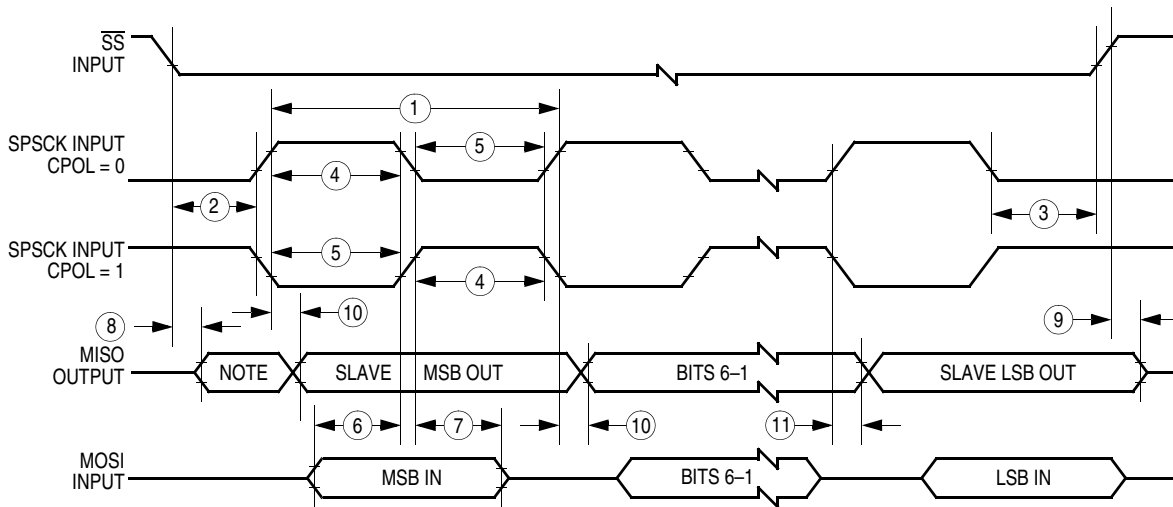 SS
INPUT
1
SPSCK INPUT
CPOL = 0
5
4
2
3
SPSCK INPUT
CPOL = 1
5
4
8
10
9
MISO
OUTPUT
NOTE
SLAVE MSB OUT
BITS 6–1
SLAVE LSB OUT
6
7
10
11
MOSI
INPUT
MSB IN
BITS 6–1
LSB IN